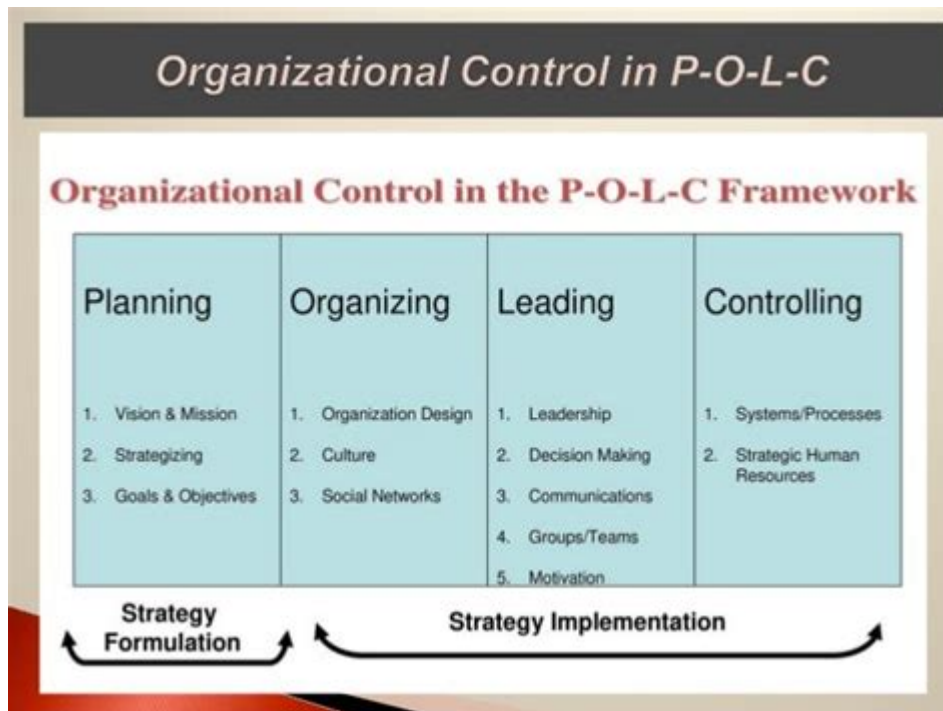 Organizational Control in P-O-L-C
Organizational Control in the P-O-L-C Framework
Planning
1. Vision & Mission
2. Strategizing
3. Goals & Objectives
Organizing
1. Organization Design
2. Culture
3. Social Networks
Leading
1. Leadership
2. Decision Making
3. Communications
4. Groups/Teams
5. Motivation
Controlling
1. Systems/Processes
2. Strategic Human
Resources
Strategy
Formulation
Strategy Implementation